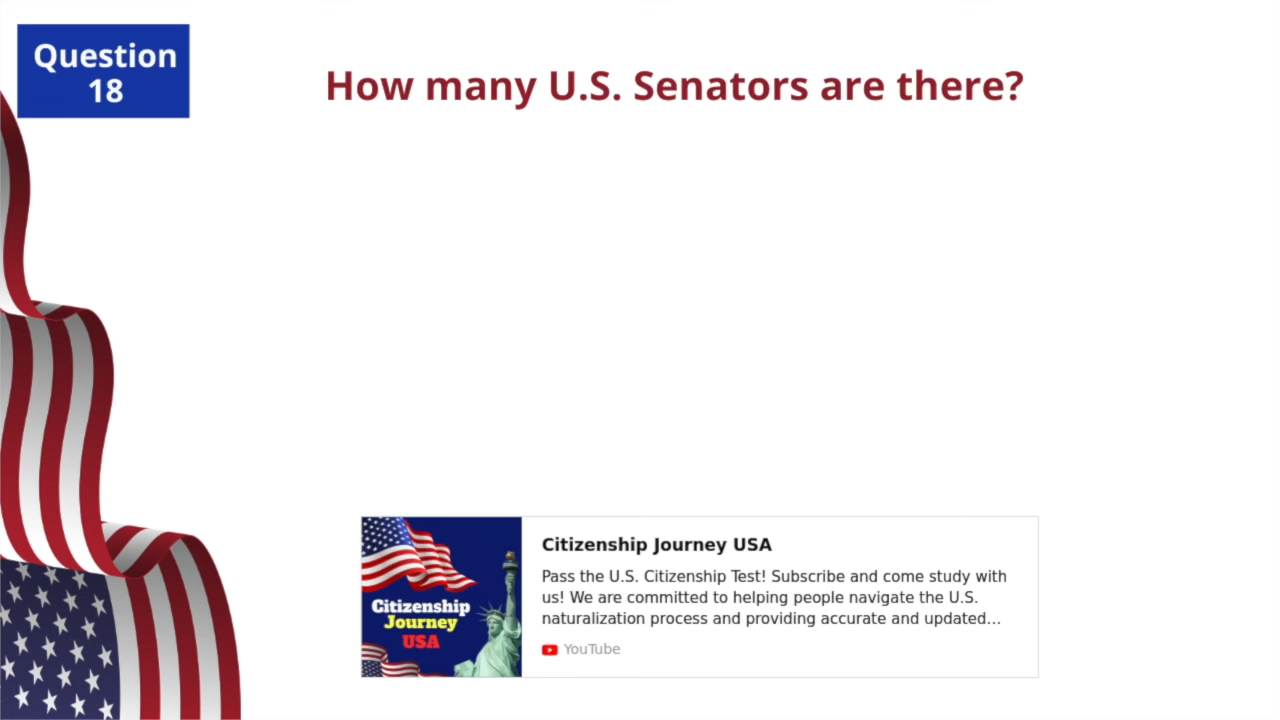 Question
18
How many U.S. Senators are there?
Citizenship Journey USA
Pass the U.S. Citizenship Test! Subscribe and come study with
us! We are committed to helping people navigate the U.S.
naturalization process and providing accurate and updated...
YouTube
Citizenship
Journey
USA